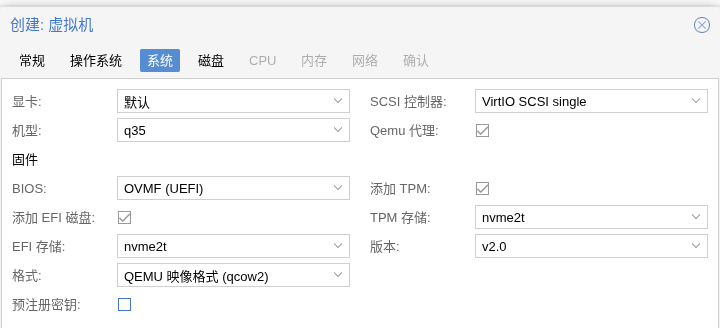 创建: 虚拟机
常规 操作系统 系统 磁盘 CPU 内存 网络 确认
显卡: 默认 SCSI 控制器: VirtIO SCSI single
机型: q35 Qemu 代理:
固件
BIOS: OVMF (UEFI) 添加 TPM:
添加 EFI 磁盘: TPM 存储: nvme2t
EFI 存储: nvme2t 版本: v2.0
格式: QEMU 映像格式 (qcow2)
预注册密钥: